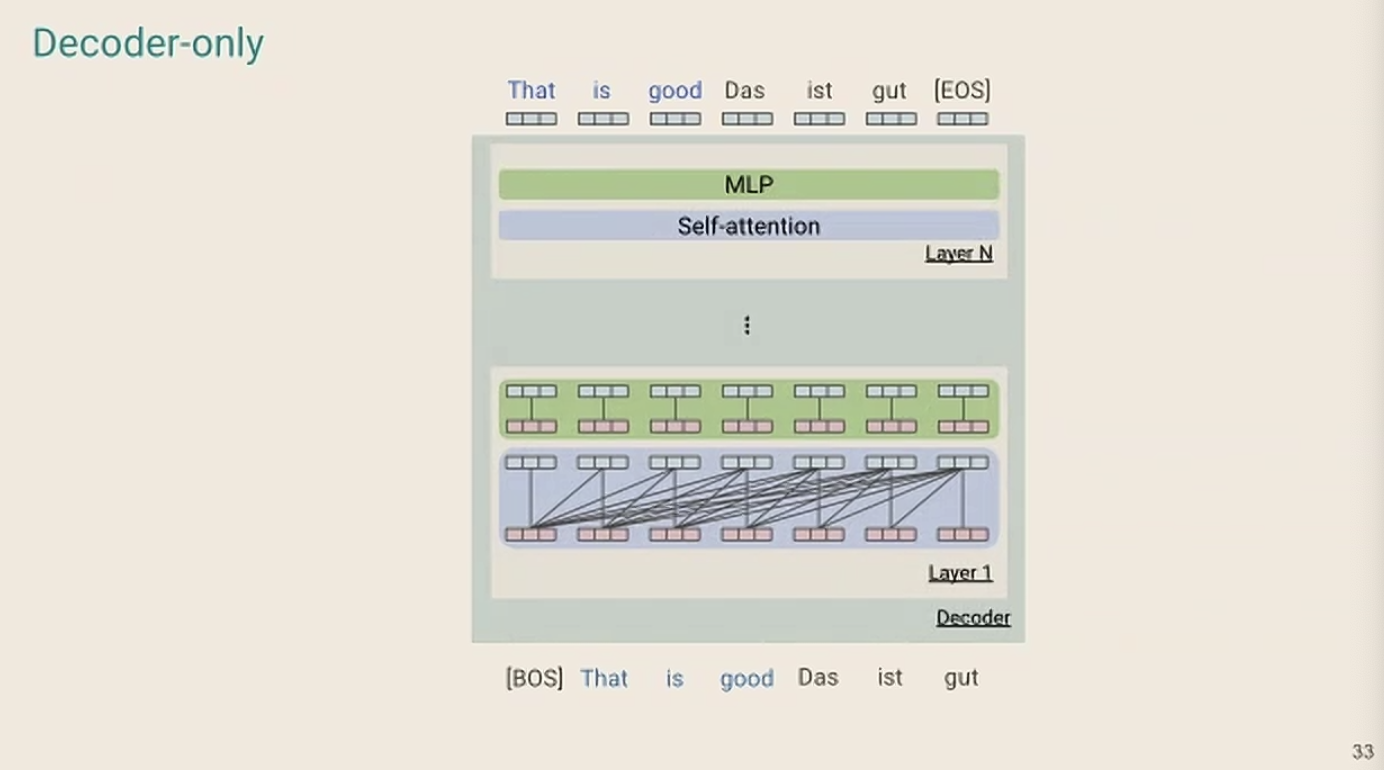 Decoder-only
That is good Das ist gut [EOS]
MLP
Self-attention
Layer N
⋮
Layer 1
Decoder
[BOS] That is good Das ist gut
33